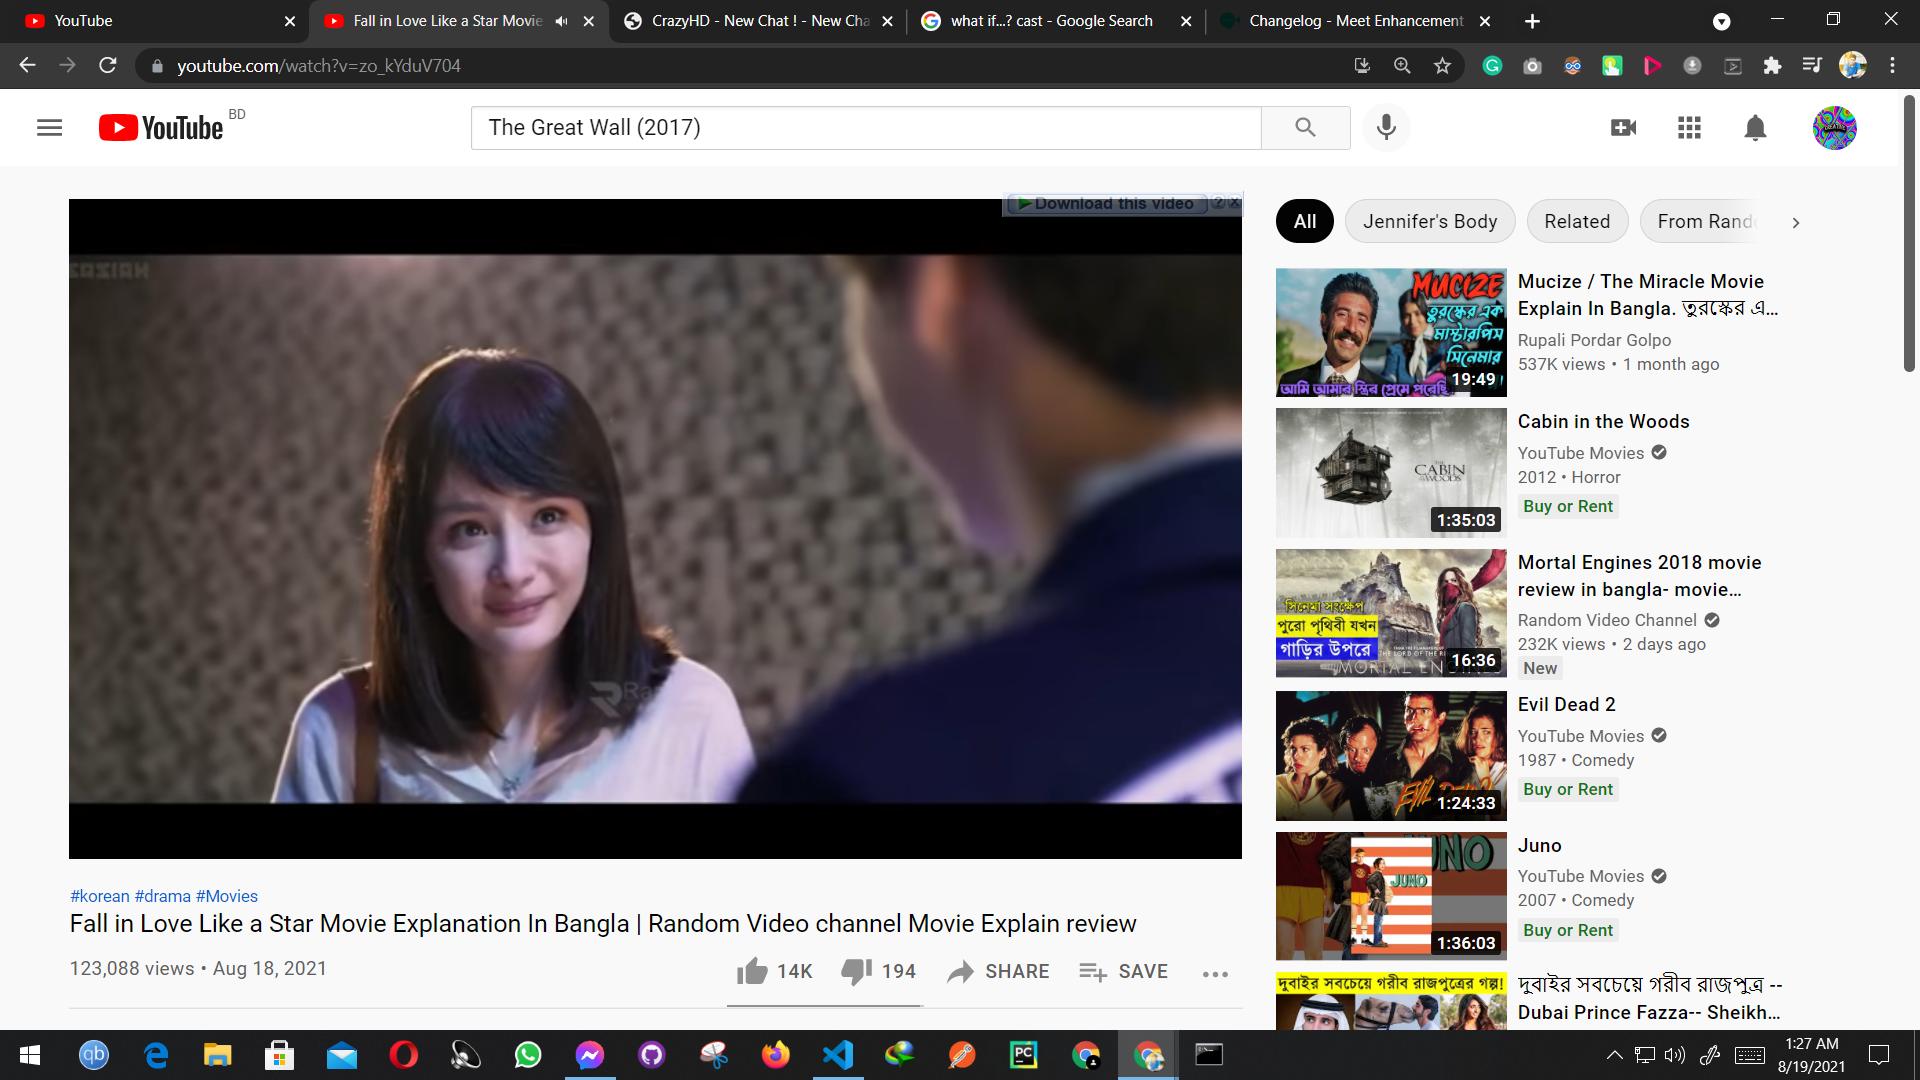 YouTube
Fall in Love Like a Star Movie
CrazyHD - New Chat ! - New Cha
what if...? cast - Google Search
Changelog - Meet Enhancement
youtube.com/watch?v=zo_kYduV704
YouTube BD
The Great Wall (2017)
Download this video
All
Jennifer's Body
Related
From Rand
Mucize / The Miracle Movie
Explain In Bangla. তুরস্কের এ...
Rupali Pordar Golpo
537K views • 1 month ago
MUCIZE
তুরস্কের এক
মাস্টারপিস
সিনেমার
আমি আমার স্ত্রির প্রেমে পরেছি
19:49
Cabin in the Woods
YouTube Movies
2012 • Horror
Buy or Rent
THE
CABIN
WOODS
1:35:03
Mortal Engines 2018 movie
review in bangla- movie...
Random Video Channel
232K views • 2 days ago
New
সিনেমা সংক্ষেপ
পুরো পৃথিবী যখন
গাড়ির উপরে
MORTAL EN
16:36
Evil Dead 2
YouTube Movies
1987 • Comedy
Buy or Rent
1:24:33
Juno
YouTube Movies
2007 • Comedy
Buy or Rent
JUNO
1:36:03
দুবাইর সবচেয়ে গরীব রাজপুত্র --
Dubai Prince Fazza-- Sheikh...
দুবাইর সবচেয়ে গরীব রাজপুত্রের গল্প!
#korean #drama #Movies
Fall in Love Like a Star Movie Explanation In Bangla | Random Video channel Movie Explain review
123,088 views • Aug 18, 2021
14K
194
SHARE
SAVE
qb
PC
1:27 AM
8/19/2021